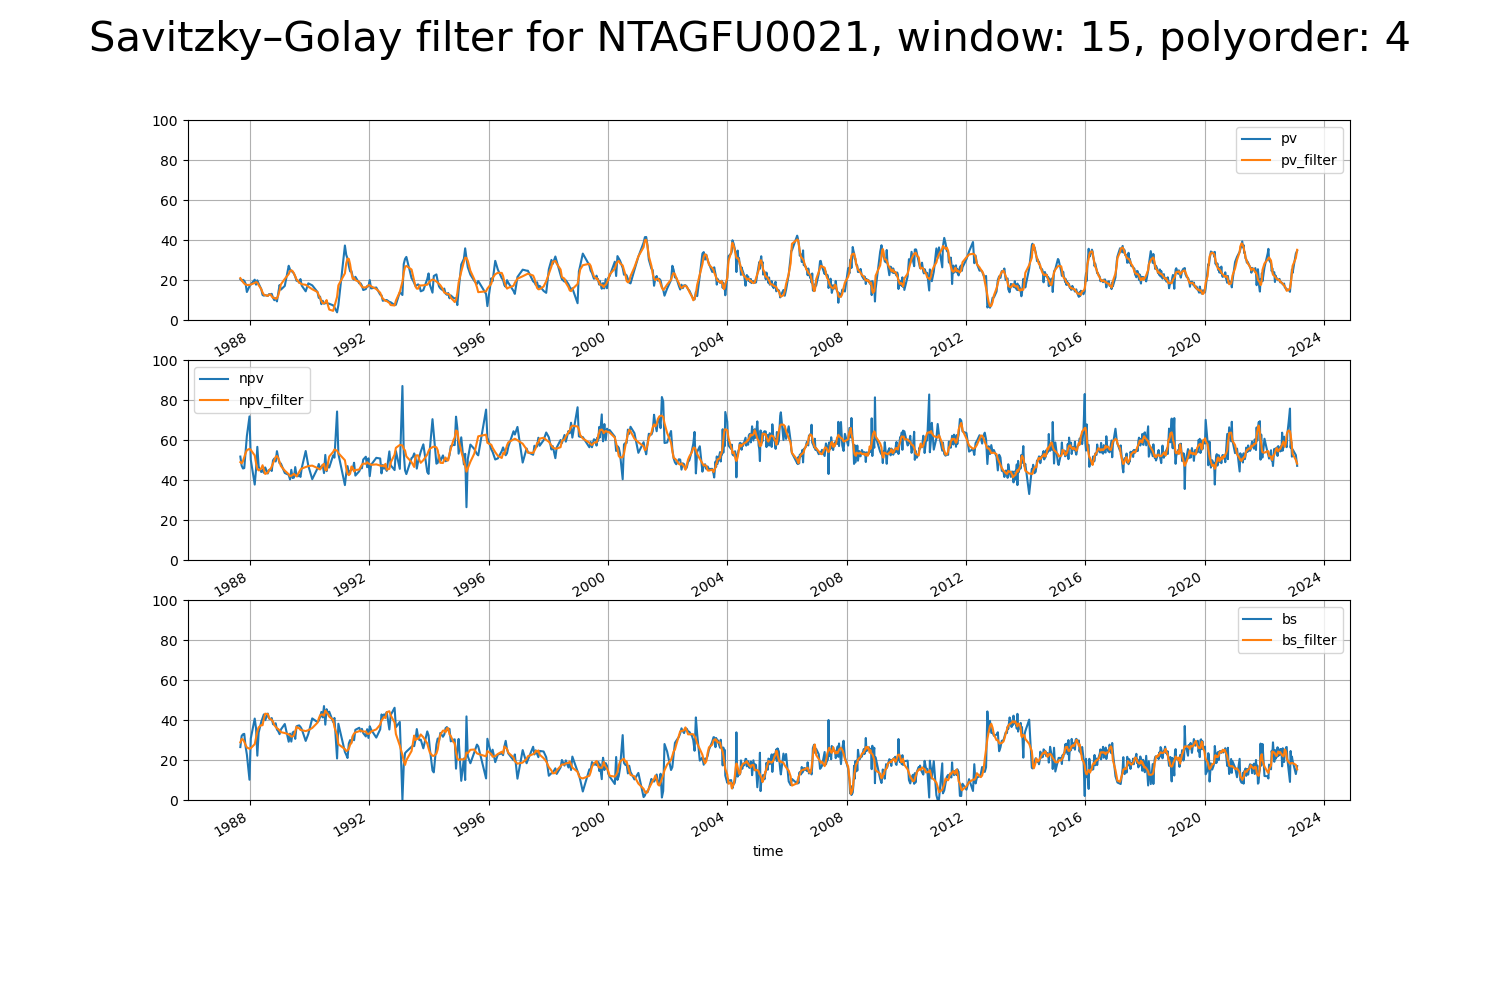 Savitzky–Golay filter for NTAGFU0021, window: 15, polyorder: 4
100
80
60
40
20
0
pv
pv_filter
1988 1992 1996 2000 2004 2008 2012 2016 2020 2024
100
80
60
40
20
0
npv
npv_filter
1988 1992 1996 2000 2004 2008 2012 2016 2020 2024
100
80
60
40
20
0
bs
bs_filter
1988 1992 1996 2000 2004 2008 2012 2016 2020 2024
time